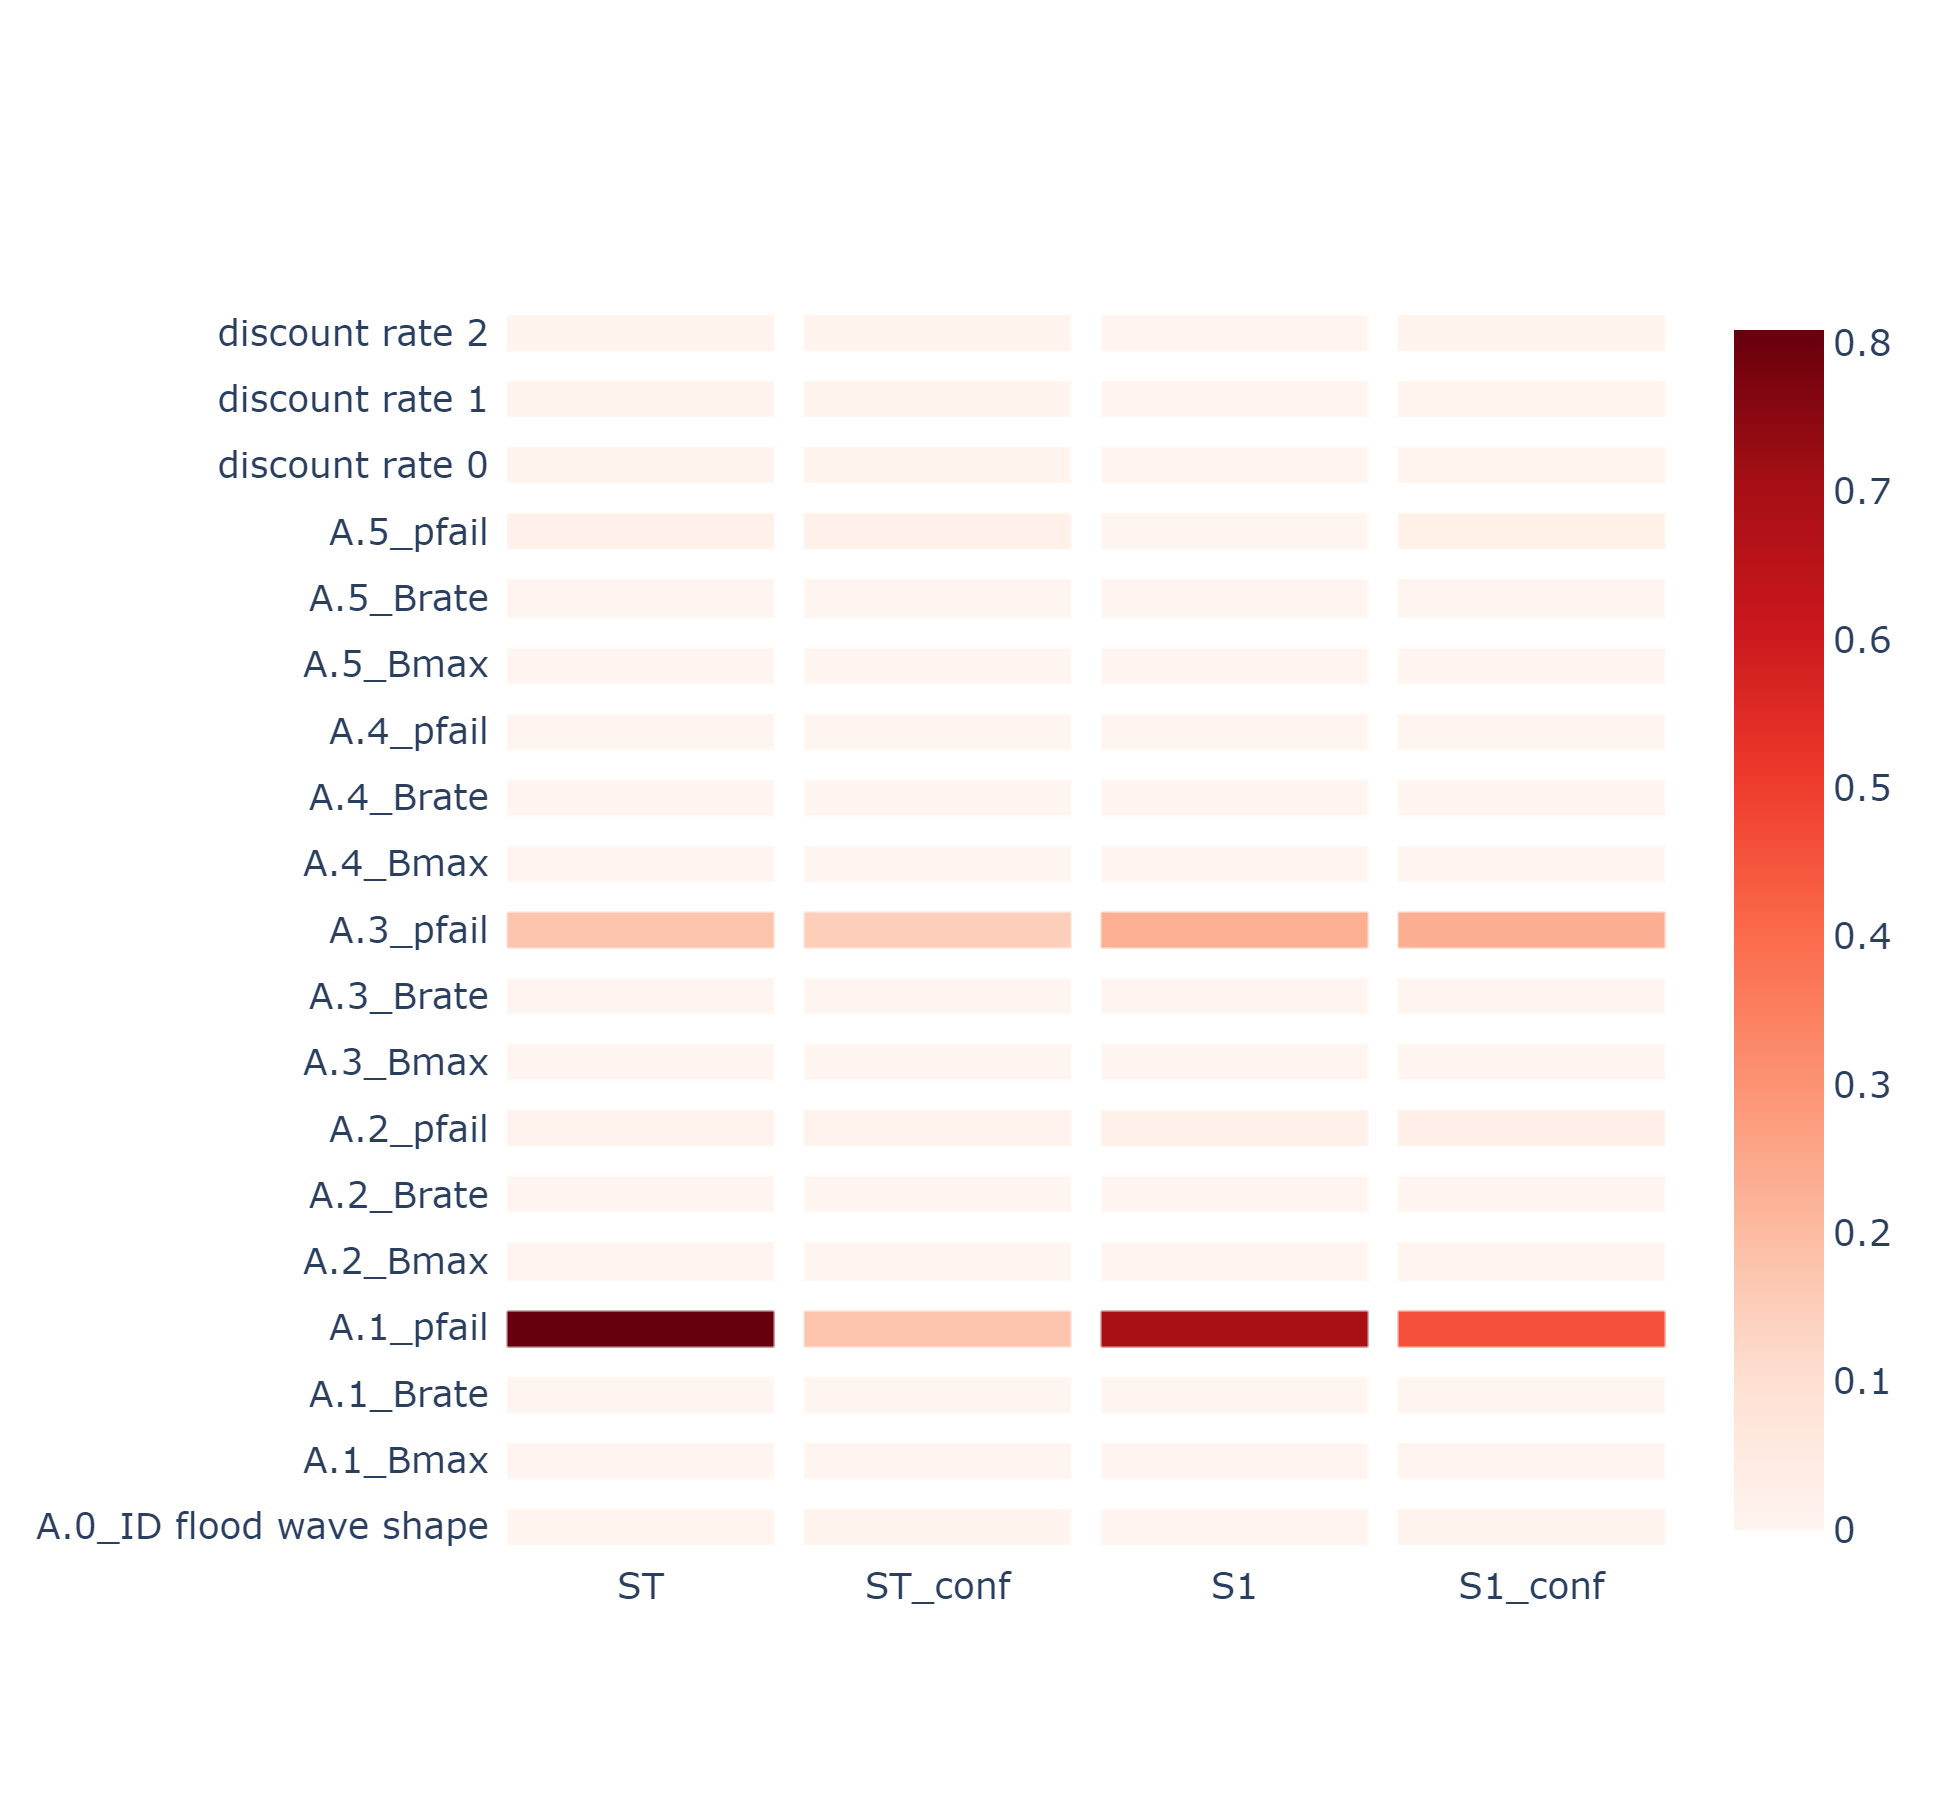 discount rate 2
discount rate 1
discount rate 0
A.5_pfail
A.5_Brate
A.5_Bmax
A.4_pfail
A.4_Brate
A.4_Bmax
A.3_pfail
A.3_Brate
A.3_Bmax
A.2_pfail
A.2_Brate
A.2_Bmax
A.1_pfail
A.1_Brate
A.1_Bmax
A.0_ID flood wave shape
ST ST_conf S1 S1_conf
0.8
0.7
0.6
0.5
0.4
0.3
0.2
0.1
0